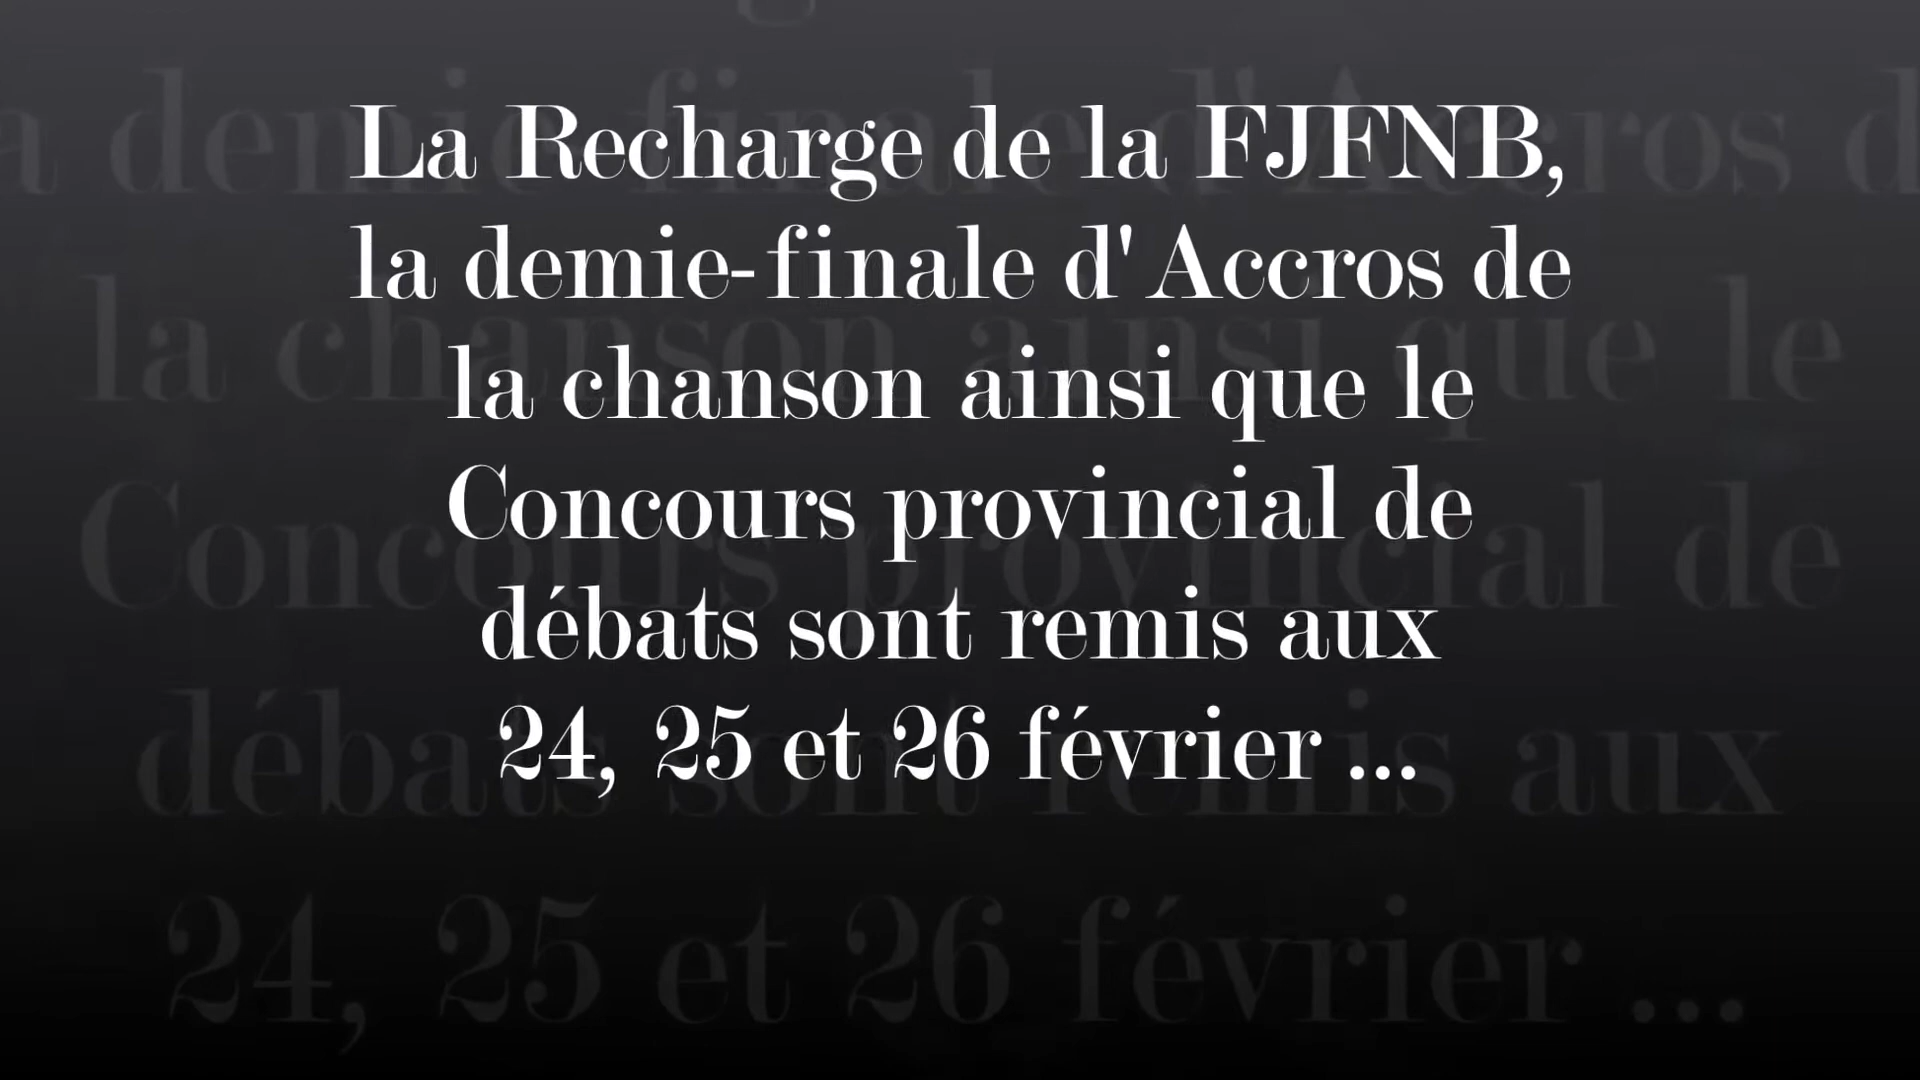 La Recharge de la FJFNB,
la demie-finale d'Accros de
la chanson ainsi que le
Concours provincial de
débats sont remis aux
24, 25 et 26 février ...